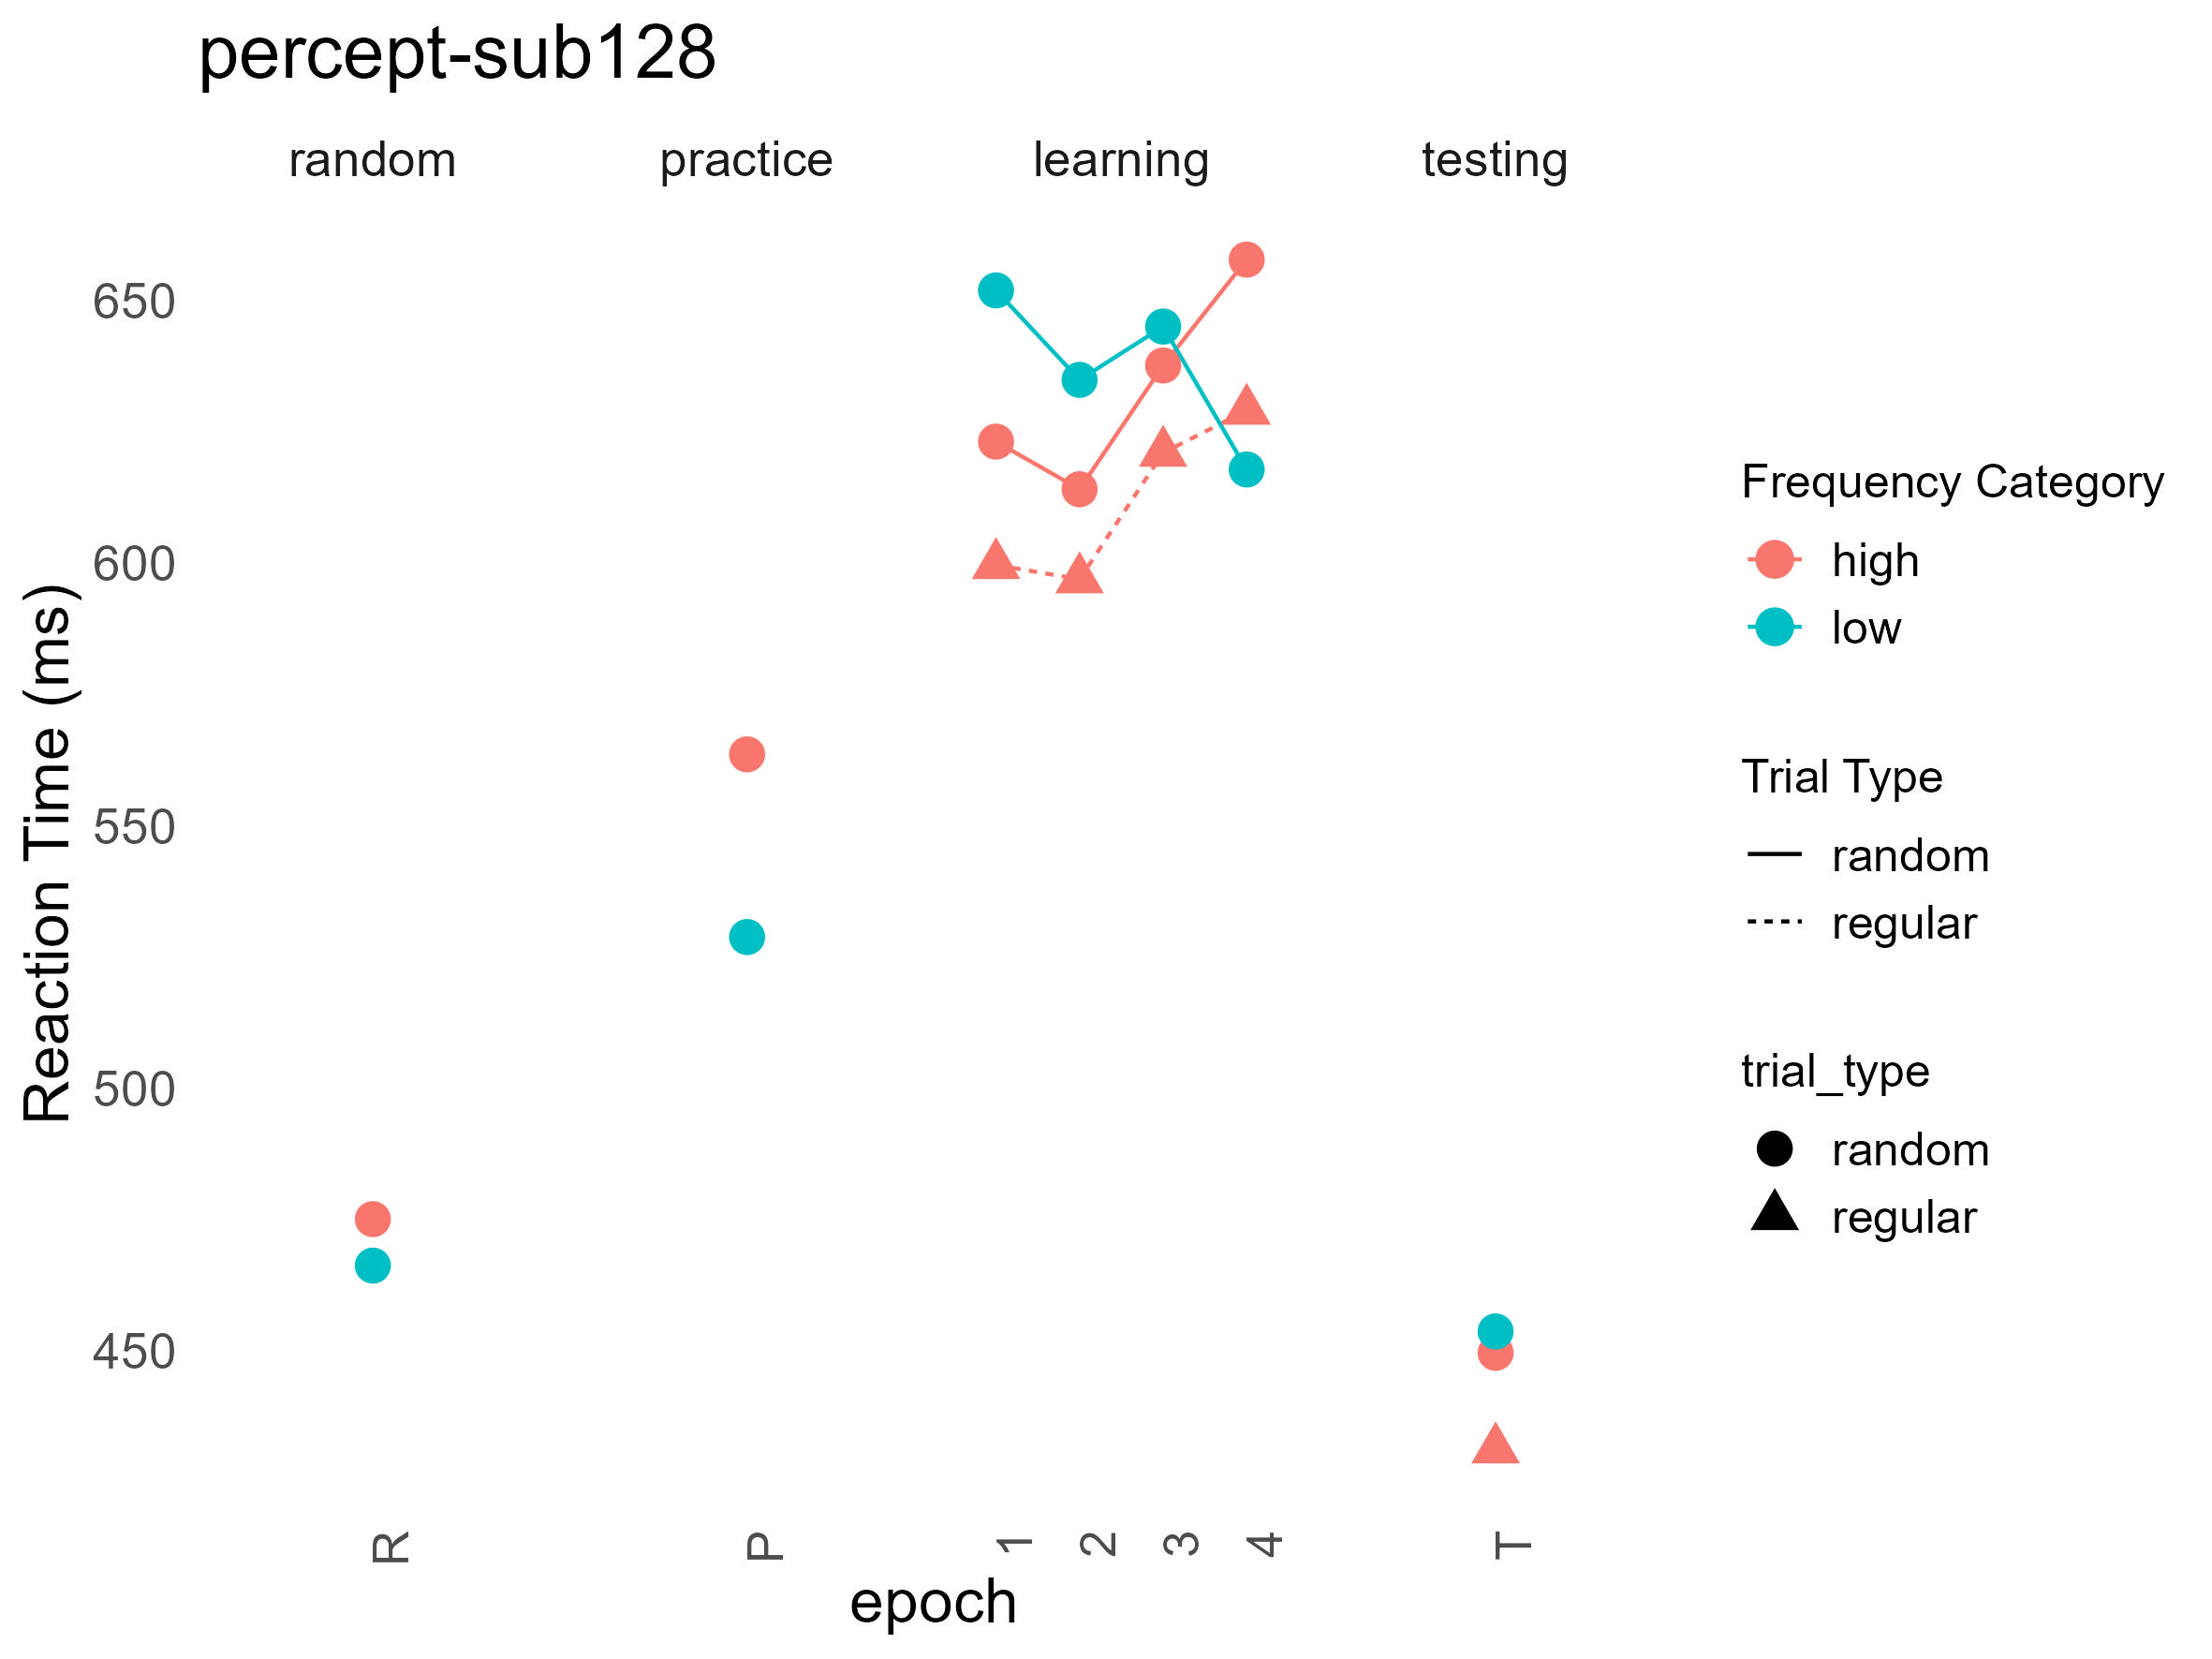 percept-sub128
random practice learning testing
650
600
550
500
450
Reaction Time (ms)
R P 1 2 3 4 T
epoch
Frequency Category
high
low
Trial Type
random
regular
trial_type
random
regular